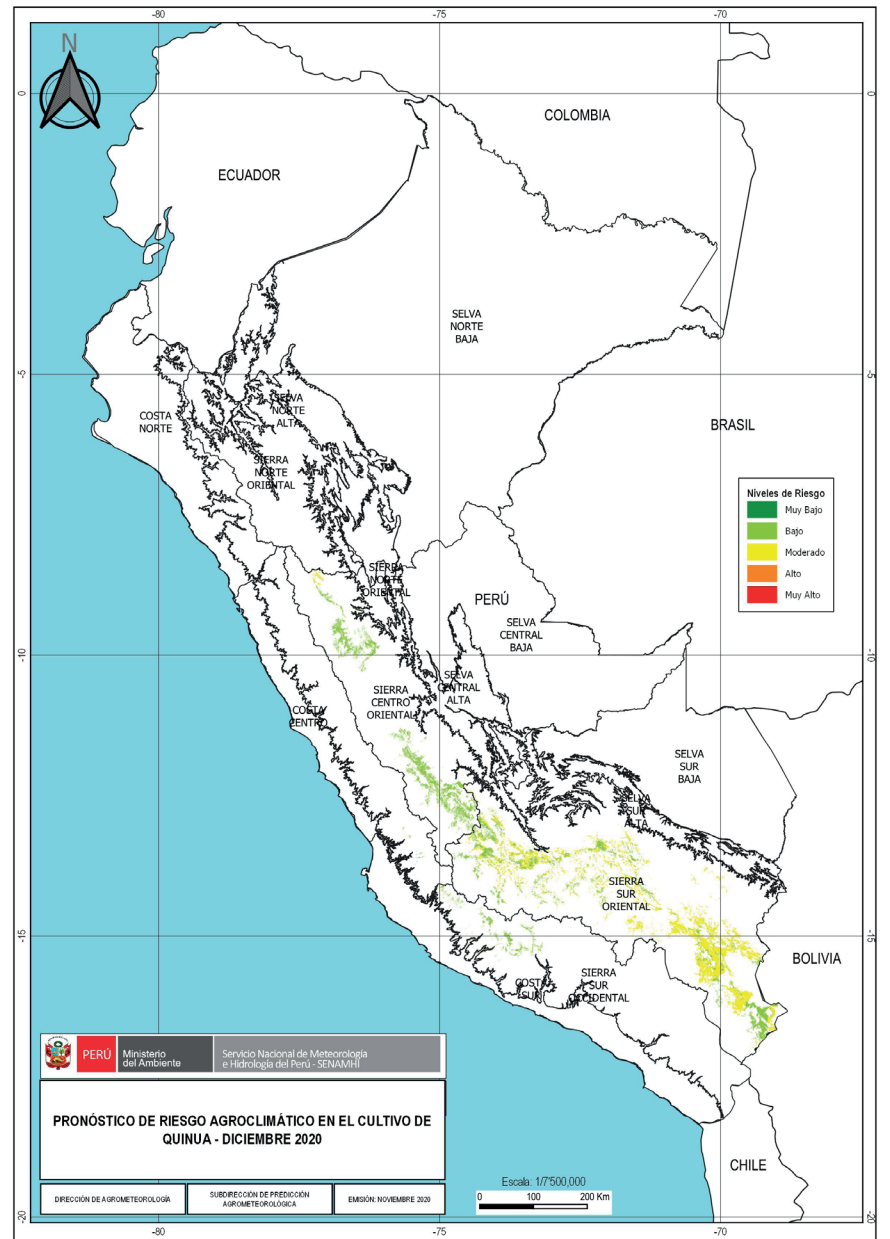 -80
-75
-70
N
0
0
COLOMBIA
ECUADOR
SELVA
NORTE
BAJA
-5
-5
COSTA
NORTE
SELVA
NORTE
ALTA
BRASIL
SIERRA
NORTE
ORIENTAL
Niveles de Riesgo
Muy Bajo
Bajo
Moderado
Alto
Muy Alto
SIERRA
NORTE
ORIENTAL
PERÚ
SELVA
CENTRAL
BAJA
-10
-10
SELVA
CENTRAL
ALTA
SIERRA
CENTRO
ORIENTAL
COSTA
CENTRO
SELVA
SUR
BAJA
SELVA
SUR
ALTA
SIERRA
SUR
ORIENTAL
-15
-15
BOLIVIA
COSTA
SUR
SIERRA
SUR
OCCIDENTAL
PERÚ
Ministerio
del Ambiente
Servicio Nacional de Meteorología
e Hidrología del Perú - SENAMHI
PRONÓSTICO DE RIESGO AGROCLIMÁTICO EN EL CULTIVO DE
QUINUA - DICIEMBRE 2020
DIRECCIÓN DE AGROMETEOROLOGÍA
SUBDIRECCIÓN DE PREDICCIÓN
AGROMETEOROLÓGICA
EMISIÓN: NOVIEMBRE 2020
Escala: 1/7'500,000
0 100 200 Km
CHILE
-20
-20
-80
-75
-70